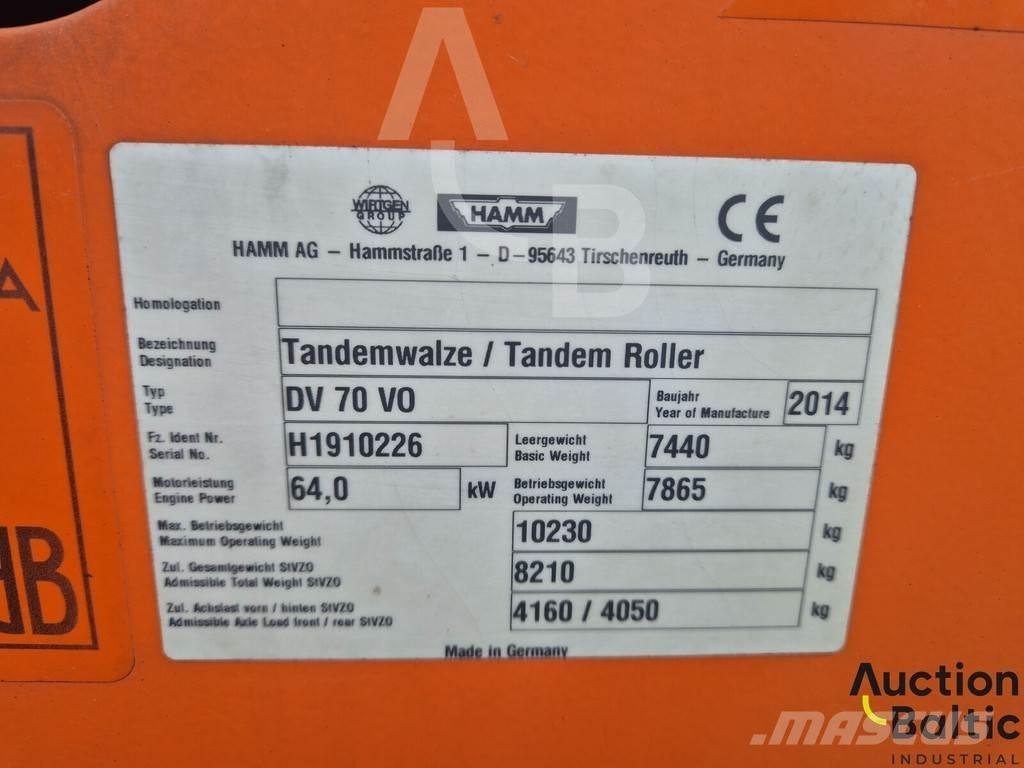 WIRTGEN
GROUP
HAMM
CE
HAMM AG – Hammstraße 1 – D–95643 Tirschenreuth – Germany
Homologation
Bezeichnung
Designation
Tandemwalze / Tandem Roller
Typ
Type
DV 70 VO
Baujahr
Year of Manufacture
2014
Fz. Ident Nr.
Serial No.
H1910226
Leergewicht
Basic Weight
7440 kg
Motorleistung
Engine Power
64,0 kW
Betriebsgewicht
Operating Weight
7865 kg
Max. Betriebsgewicht
Maximum Operating Weight
10230 kg
Zul. Gesamtgewicht StVZO
Admissible Total Weight StVZO
8210 kg
Zul. Achslast vorn / hinten StVZO
Admissible Axle Load front / rear StVZO
4160 / 4050 kg
Made in Germany
A
B
A
B
Auction
Baltic
INDUSTRIAL
MASCUS